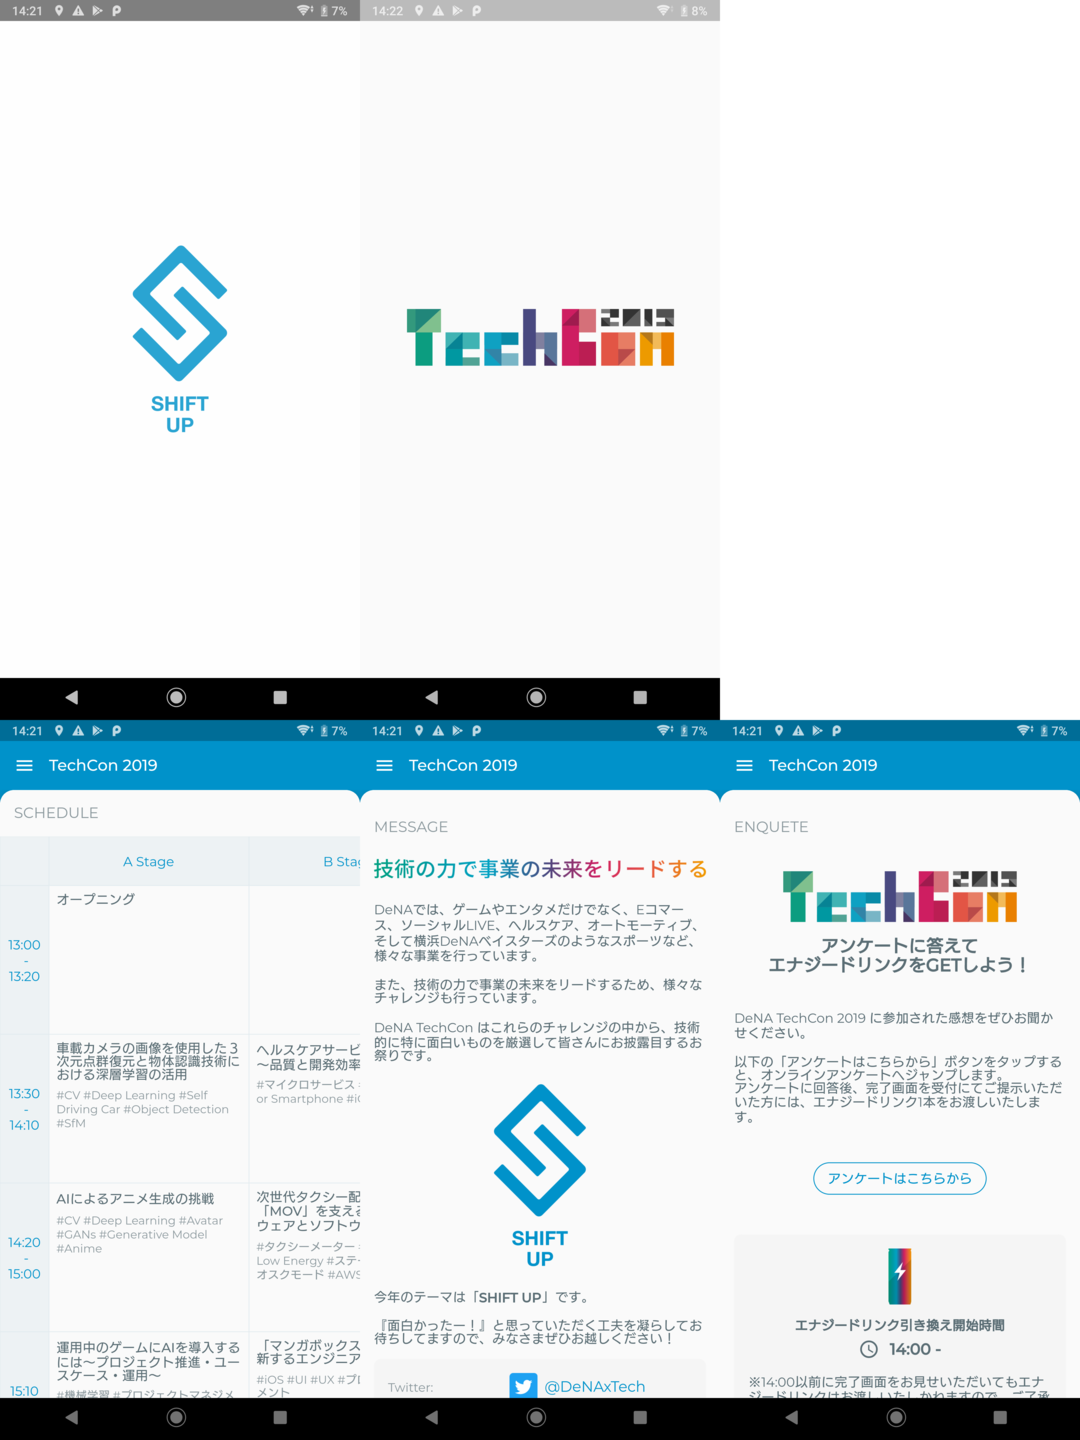 14:21
7%
SHIFT
UP
14:22
8%
TechCon 2019
14:21
7%
TechCon 2019
SCHEDULE
A Stage
B Stag
13:00
-
13:20
オープニング
13:30
-
14:10
車載カメラの画像を使用した3
次元点群復元と物体認識技術に
おける深層学習の活用
#CV #Deep Learning #Self
Driving Car #Object Detection
#SfM
ヘルスケアサービ
〜品質と開発効率
#マイクロサービス
or Smartphone #iO
14:20
-
15:00
AIによるアニメ生成の挑戦
#CV #Deep Learning #Avatar
#GANs #Generative Model
#Anime
次世代タクシー配
「MOV」を支える
ウェアとソフトウ
#タクシーメーター
Low Energy #ステー
オスクモード #AWS
15:10
運用中のゲームにAIを導入する
には〜プロジェクト推進・ユー
スケース・運用〜
#機械学習 #プロジェクトマネジメ
「マンガボックス
新するエンジニア
#iOS #UI #UX #プロ
メント
14:21
7%
TechCon 2019
MESSAGE
技術の力で事業の未来をリードする
DeNAでは、ゲームやエンタメだけでなく、Eコマー
ス、ソーシャルLIVE、ヘルスケア、オートモーティブ、
そして横浜DeNAベイスターズのようなスポーツなど、
様々な事業を行っています。
また、技術の力で事業の未来をリードするため、様々な
チャレンジも行っています。
DeNA TechCon はこれらのチャレンジの中から、技術
的に特に面白いものを厳選して皆さんにお披露目するお
祭りです。
SHIFT
UP
今年のテーマは「SHIFT UP」です。
『面白かったー！』と思っていただく工夫を凝らしてお
待ちしてますので、みなさまぜひお越しください！
Twitter:
@DeNAxTech
14:21
7%
TechCon 2019
ENQUETE
TechCon 2019
アンケートに答えて
エナジードリンクをGETしよう！
DeNA TechCon 2019 に参加された感想をぜひお聞か
せください。
以下の「アンケートはこちらから」ボタンをタップする
と、オンラインアンケートへジャンプします。
アンケートに回答後、完了画面を受付にてご提示いただ
いた方には、エナジードリンク1本をお渡しいたしま
す。
アンケートはこちらから
エナジードリンク引き換え開始時間
14:00 -
※14:00以前に完了画面をお見せいただいてもエナ
ジードリンクはお渡しいたしかねますので、ご了承